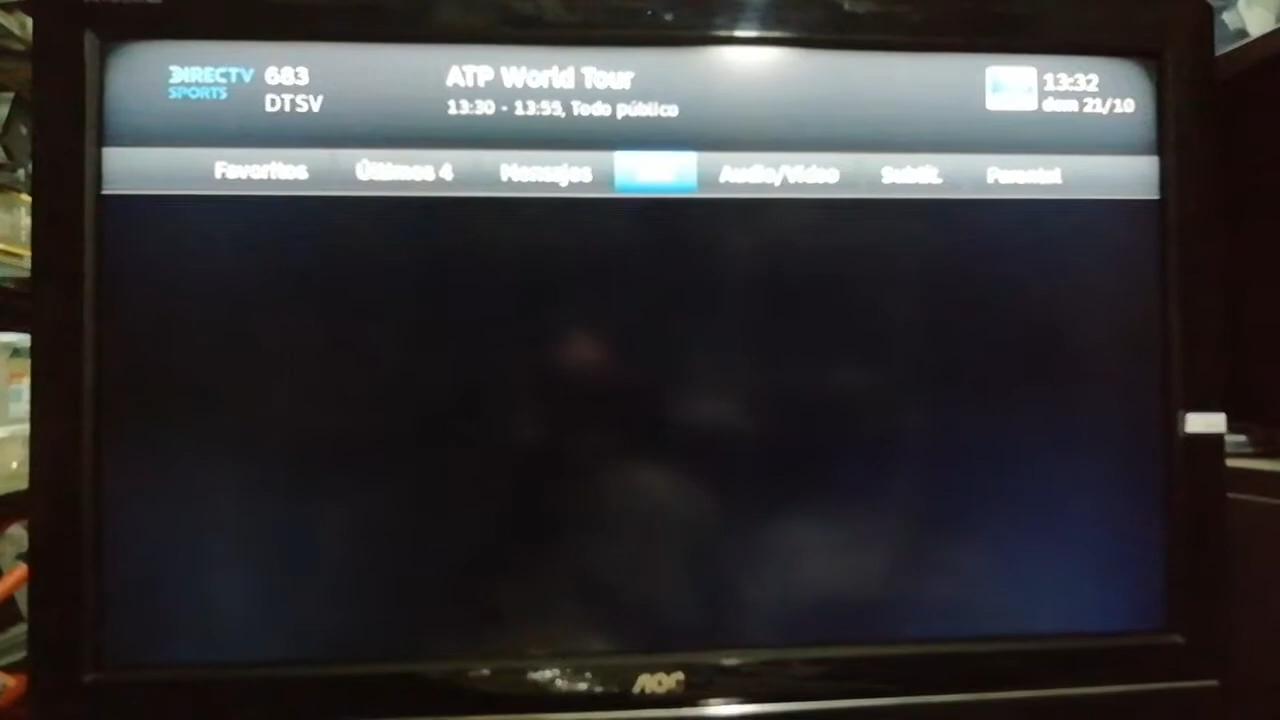 DIRECTV 683
SPORTS DTSV
ATP World Tour
13:30 - 13:55, Todo público
13:32
dom 21/10
Favoritos Últimos 4 Mensajes Audio/Video Subtít. Parental
AOC